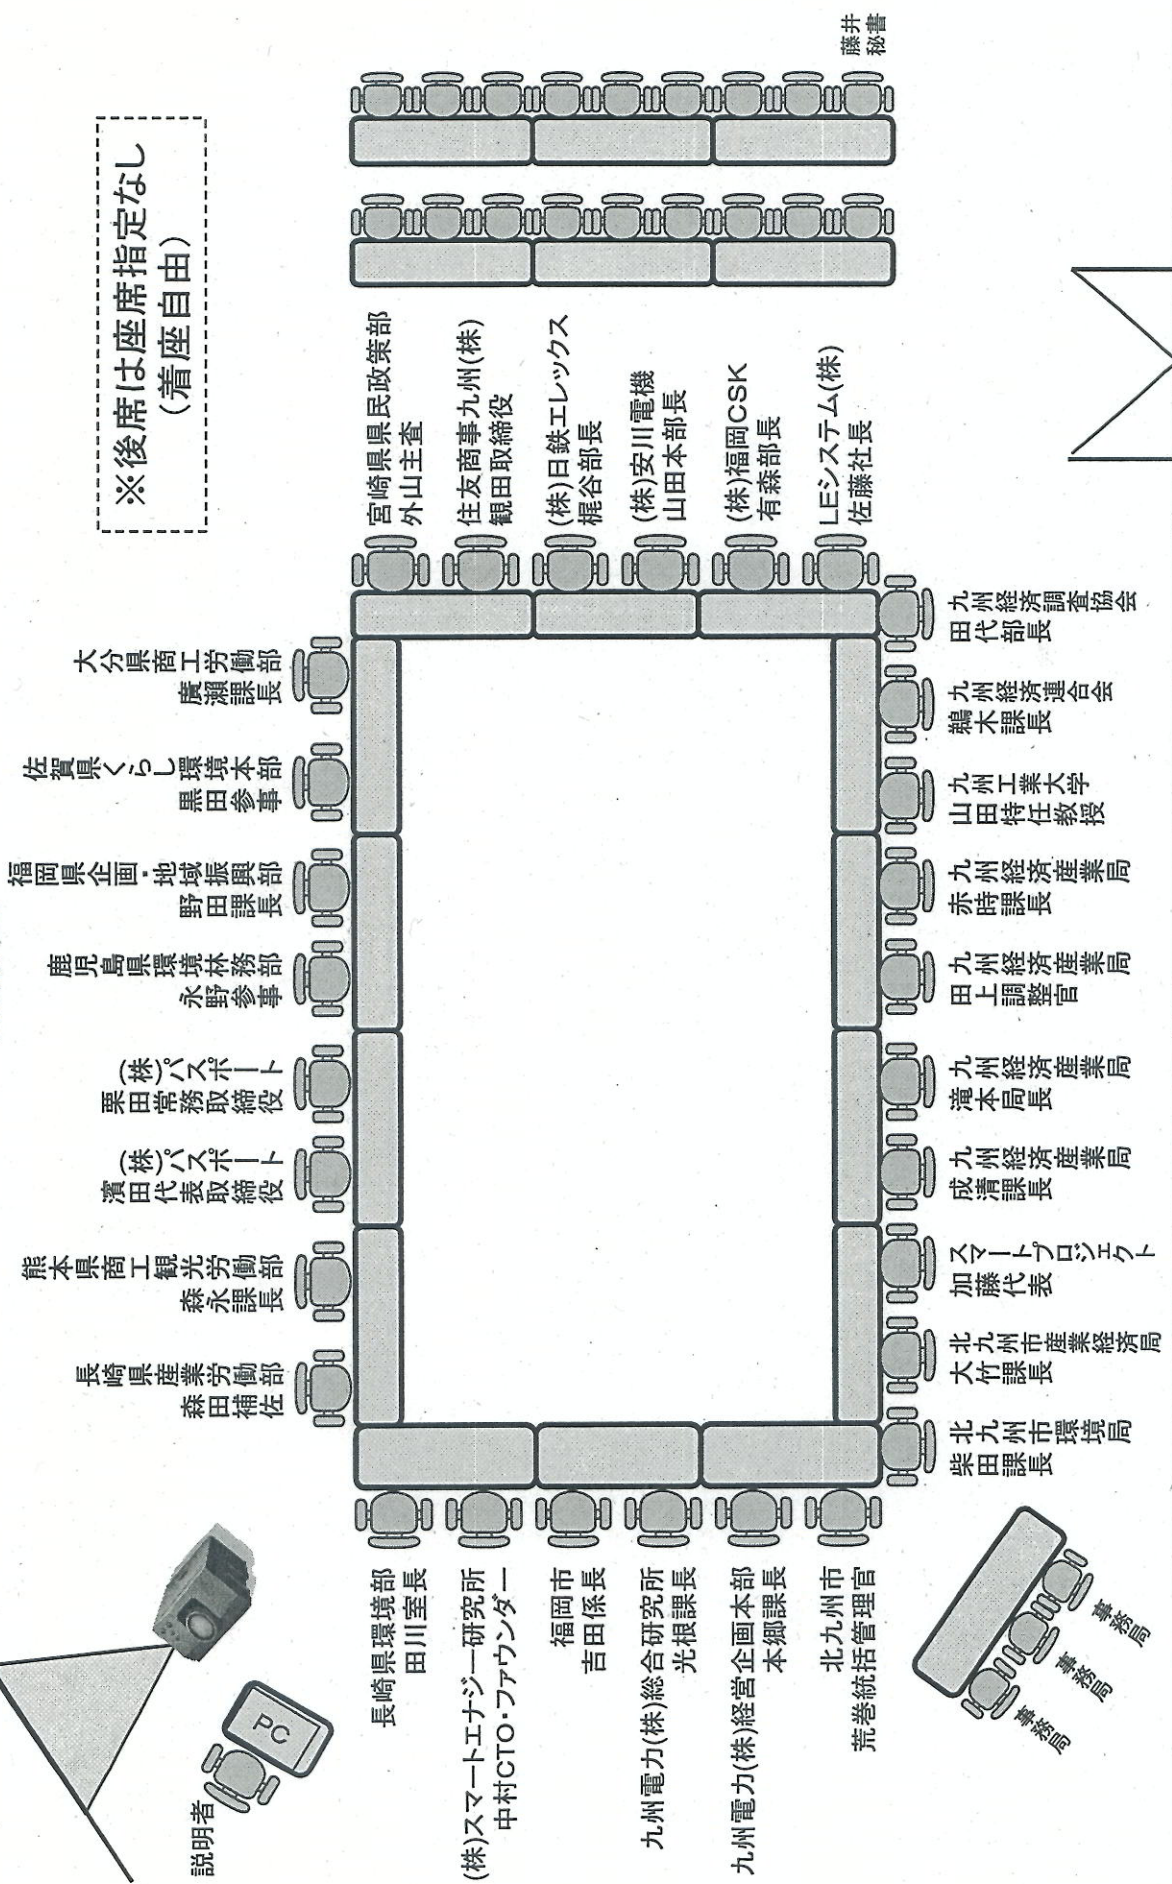 ※後席は座席指定なし
(着座自由)
藤井
秘書
宮崎県県民政策部
外山主査
住友商事九州(株)
観田取締役
(株)日鉄エレックス
梶谷部長
(株)安川電機
山田本部長
(株)福岡CSK
有森部長
LEシステム(株)
佐藤社長
大分県商工労働部
廣瀬課長
佐賀県くらし環境本部
黒田参事
福岡県企画・地域振興部
野田課長
鹿児島県環境林務部
永野参事
(株)パスポート
栗田常務取締役
(株)パスポート
濱田代表取締役
熊本県商工観光労働部
森永課長
長崎県産業労働部
森田補佐
九州経済調査協会
田代部長
九州経済連合会
鵜木課長
九州工業大学
山田特任教授
九州経済産業局
赤時課長
九州経済産業局
田上調整官
九州経済産業局
滝本局長
九州経済産業局
成清課長
スマートプロジェクト
加藤代表
北九州市産業経済局
大竹課長
北九州市環境局
柴田課長
長崎県環境部
田川室長
(株)スマートエナジー研究所
中村CTO・ファウンダー
福岡市
吉田係長
九州電力(株)総合研究所
光根課長
九州電力(株)経営企画本部
本郷課長
北九州市
荒巻統括管理官
PC
説明者
事務局
事務局
事務局